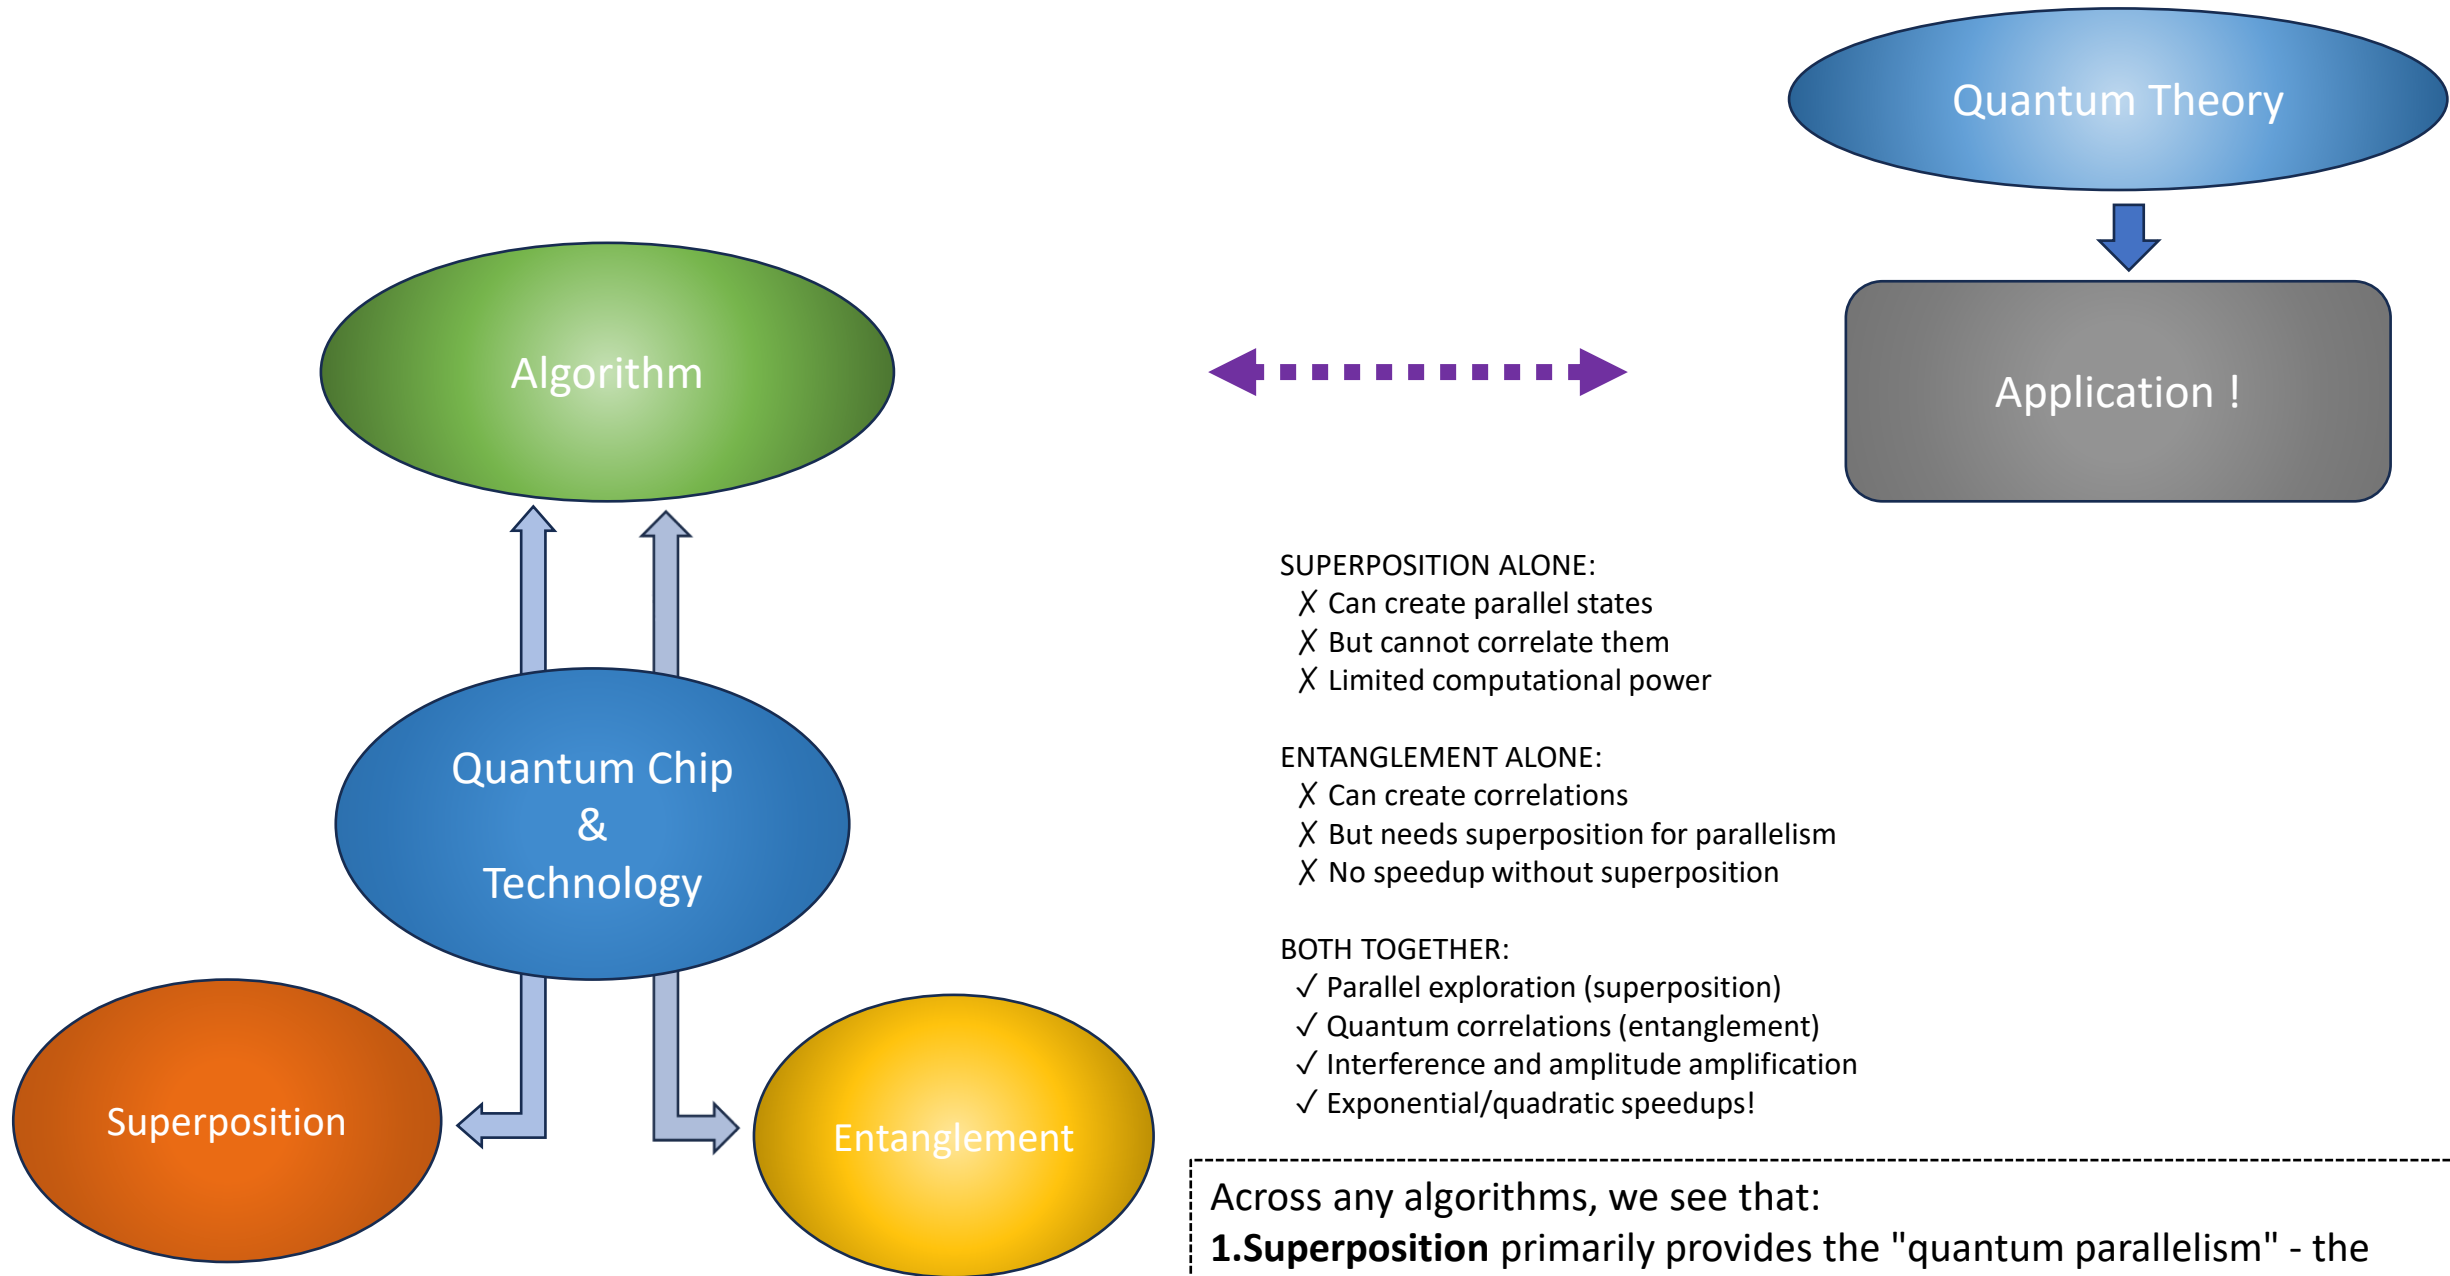 Quantum Theory
Algorithm
Application !
Quantum Chip
&
Technology
Superposition
Entanglement
SUPERPOSITION ALONE:
✗ Can create parallel states
✗ But cannot correlate them
✗ Limited computational power
ENTANGLEMENT ALONE:
✗ Can create correlations
✗ But needs superposition for parallelism
✗ No speedup without superposition
BOTH TOGETHER:
✓ Parallel exploration (superposition)
✓ Quantum correlations (entanglement)
✓ Interference and amplitude amplification
✓ Exponential/quadratic speedups!
Across any algorithms, we see that:
1.Superposition primarily provides the "quantum parallelism" - the